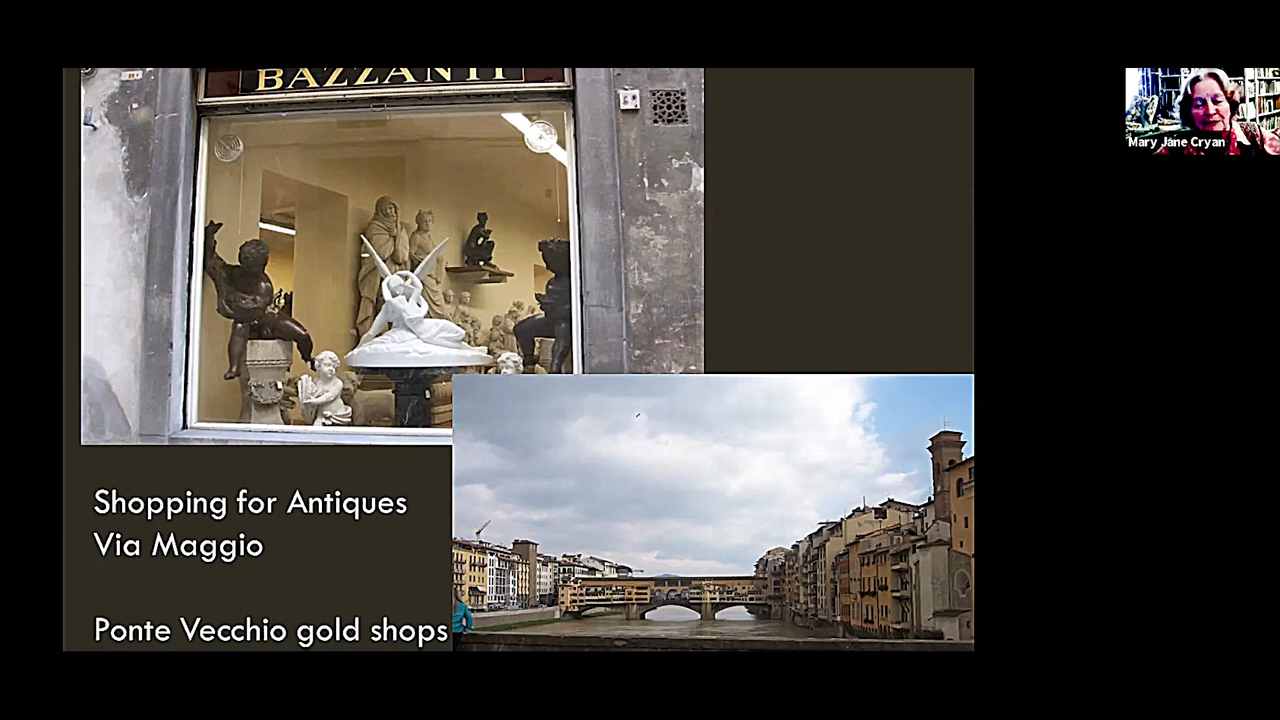 BAZZANTI
Mary Jane Cryan
Shopping for Antiques
Via Maggio
Ponte Vecchio gold shops